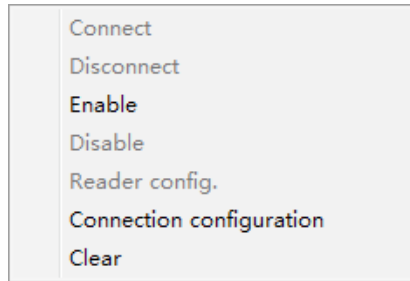 Connect
Disconnect
Enable
Disable
Reader config.
Connection configuration
Clear